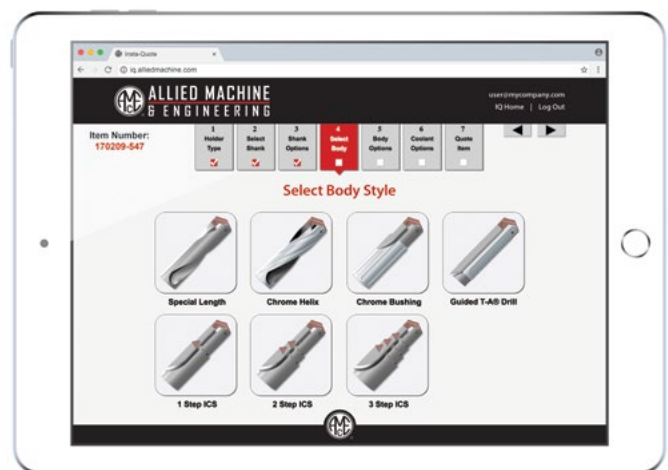 Insta-Quote
iq.alliedmachine.com
ALLIED MACHINE
& ENGINEERING
user@mycompany.com
IQ Home | Log Out
Item Number:
170209-547
1
Holder
Type
2
Select
Shank
3
Shank
Options
4
Select
Body
5
Body
Options
6
Coolant
Options
7
Quote
Item
Select Body Style
Special Length
Chrome Helix
Chrome Bushing
Guided T-A® Drill
1 Step ICS
2 Step ICS
3 Step ICS